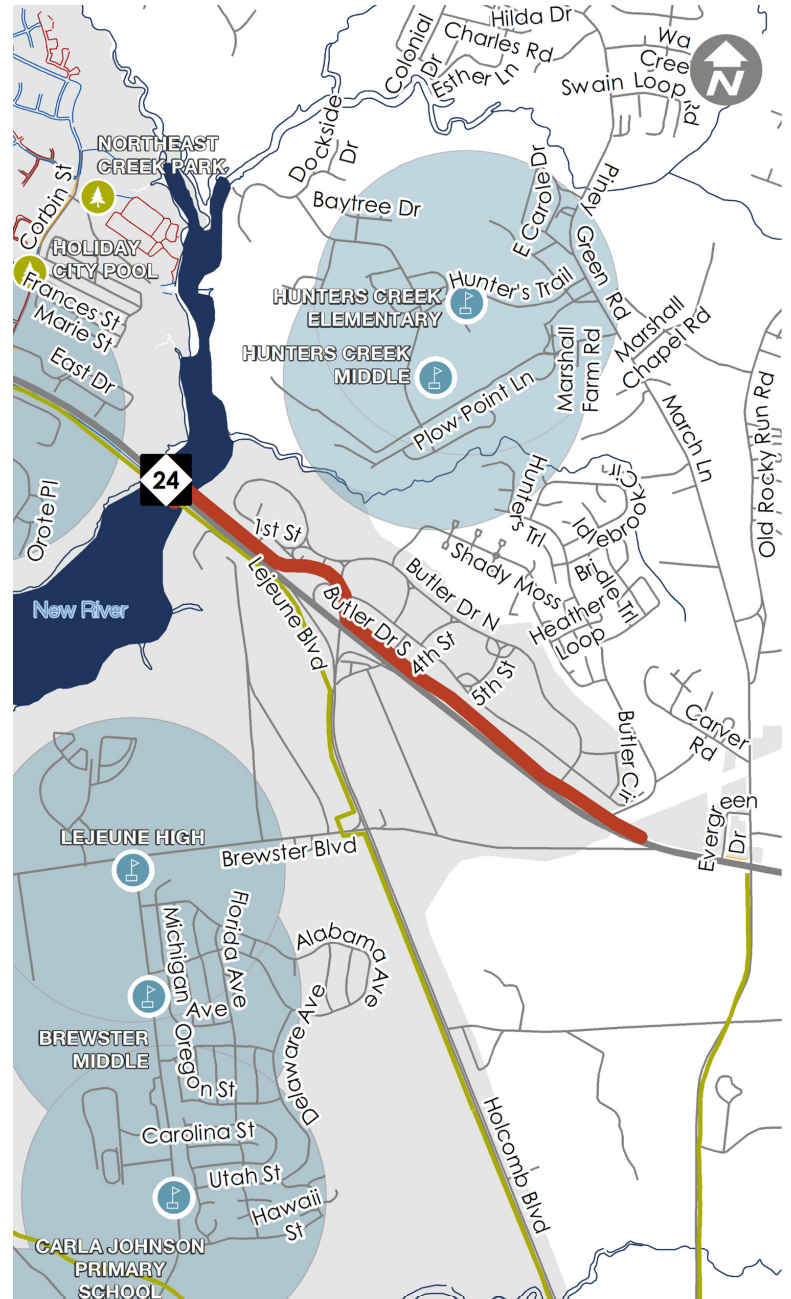 Hilda Dr
Charles Rd
Colonial
Dr
Esther Ln
Wa
Cree
Swain Loop
Rd
N
NORTHEAST
CREEK PARK
Corbin St
HOLIDAY
CITY POOL
Frances St
Marie St
East Dr
Dockside
Dr
Baytree Dr
E Carole Dr
Piney Green Rd
Hunter's Trail
HUNTERS CREEK
ELEMENTARY
HUNTERS CREEK
MIDDLE
Marshall
Chapel Rd
Marshall
Farm Rd
Plow Point Ln
March Ln
Old Rocky Run Rd
24
Orote Pl
New River
1st St
Lejeune Blvd
Hunter's Trl
Idlebrook Cir
Shady Moss
Bridle Trl
Heather
Loop
Butler Dr N
Butler Dr S
4th St
5th St
Butler Cir
Carver
Rd
Evergreen
Dr
LEJEUNE HIGH
Brewster Blvd
Michigan
Ave
Florida Ave
Alabama Ave
BREWSTER
MIDDLE
Oregon St
Delaware Ave
Carolina St
Utah St
Hawaii
St
Holcomb Blvd
CARLA JOHNSON
PRIMARY
SCHOOL